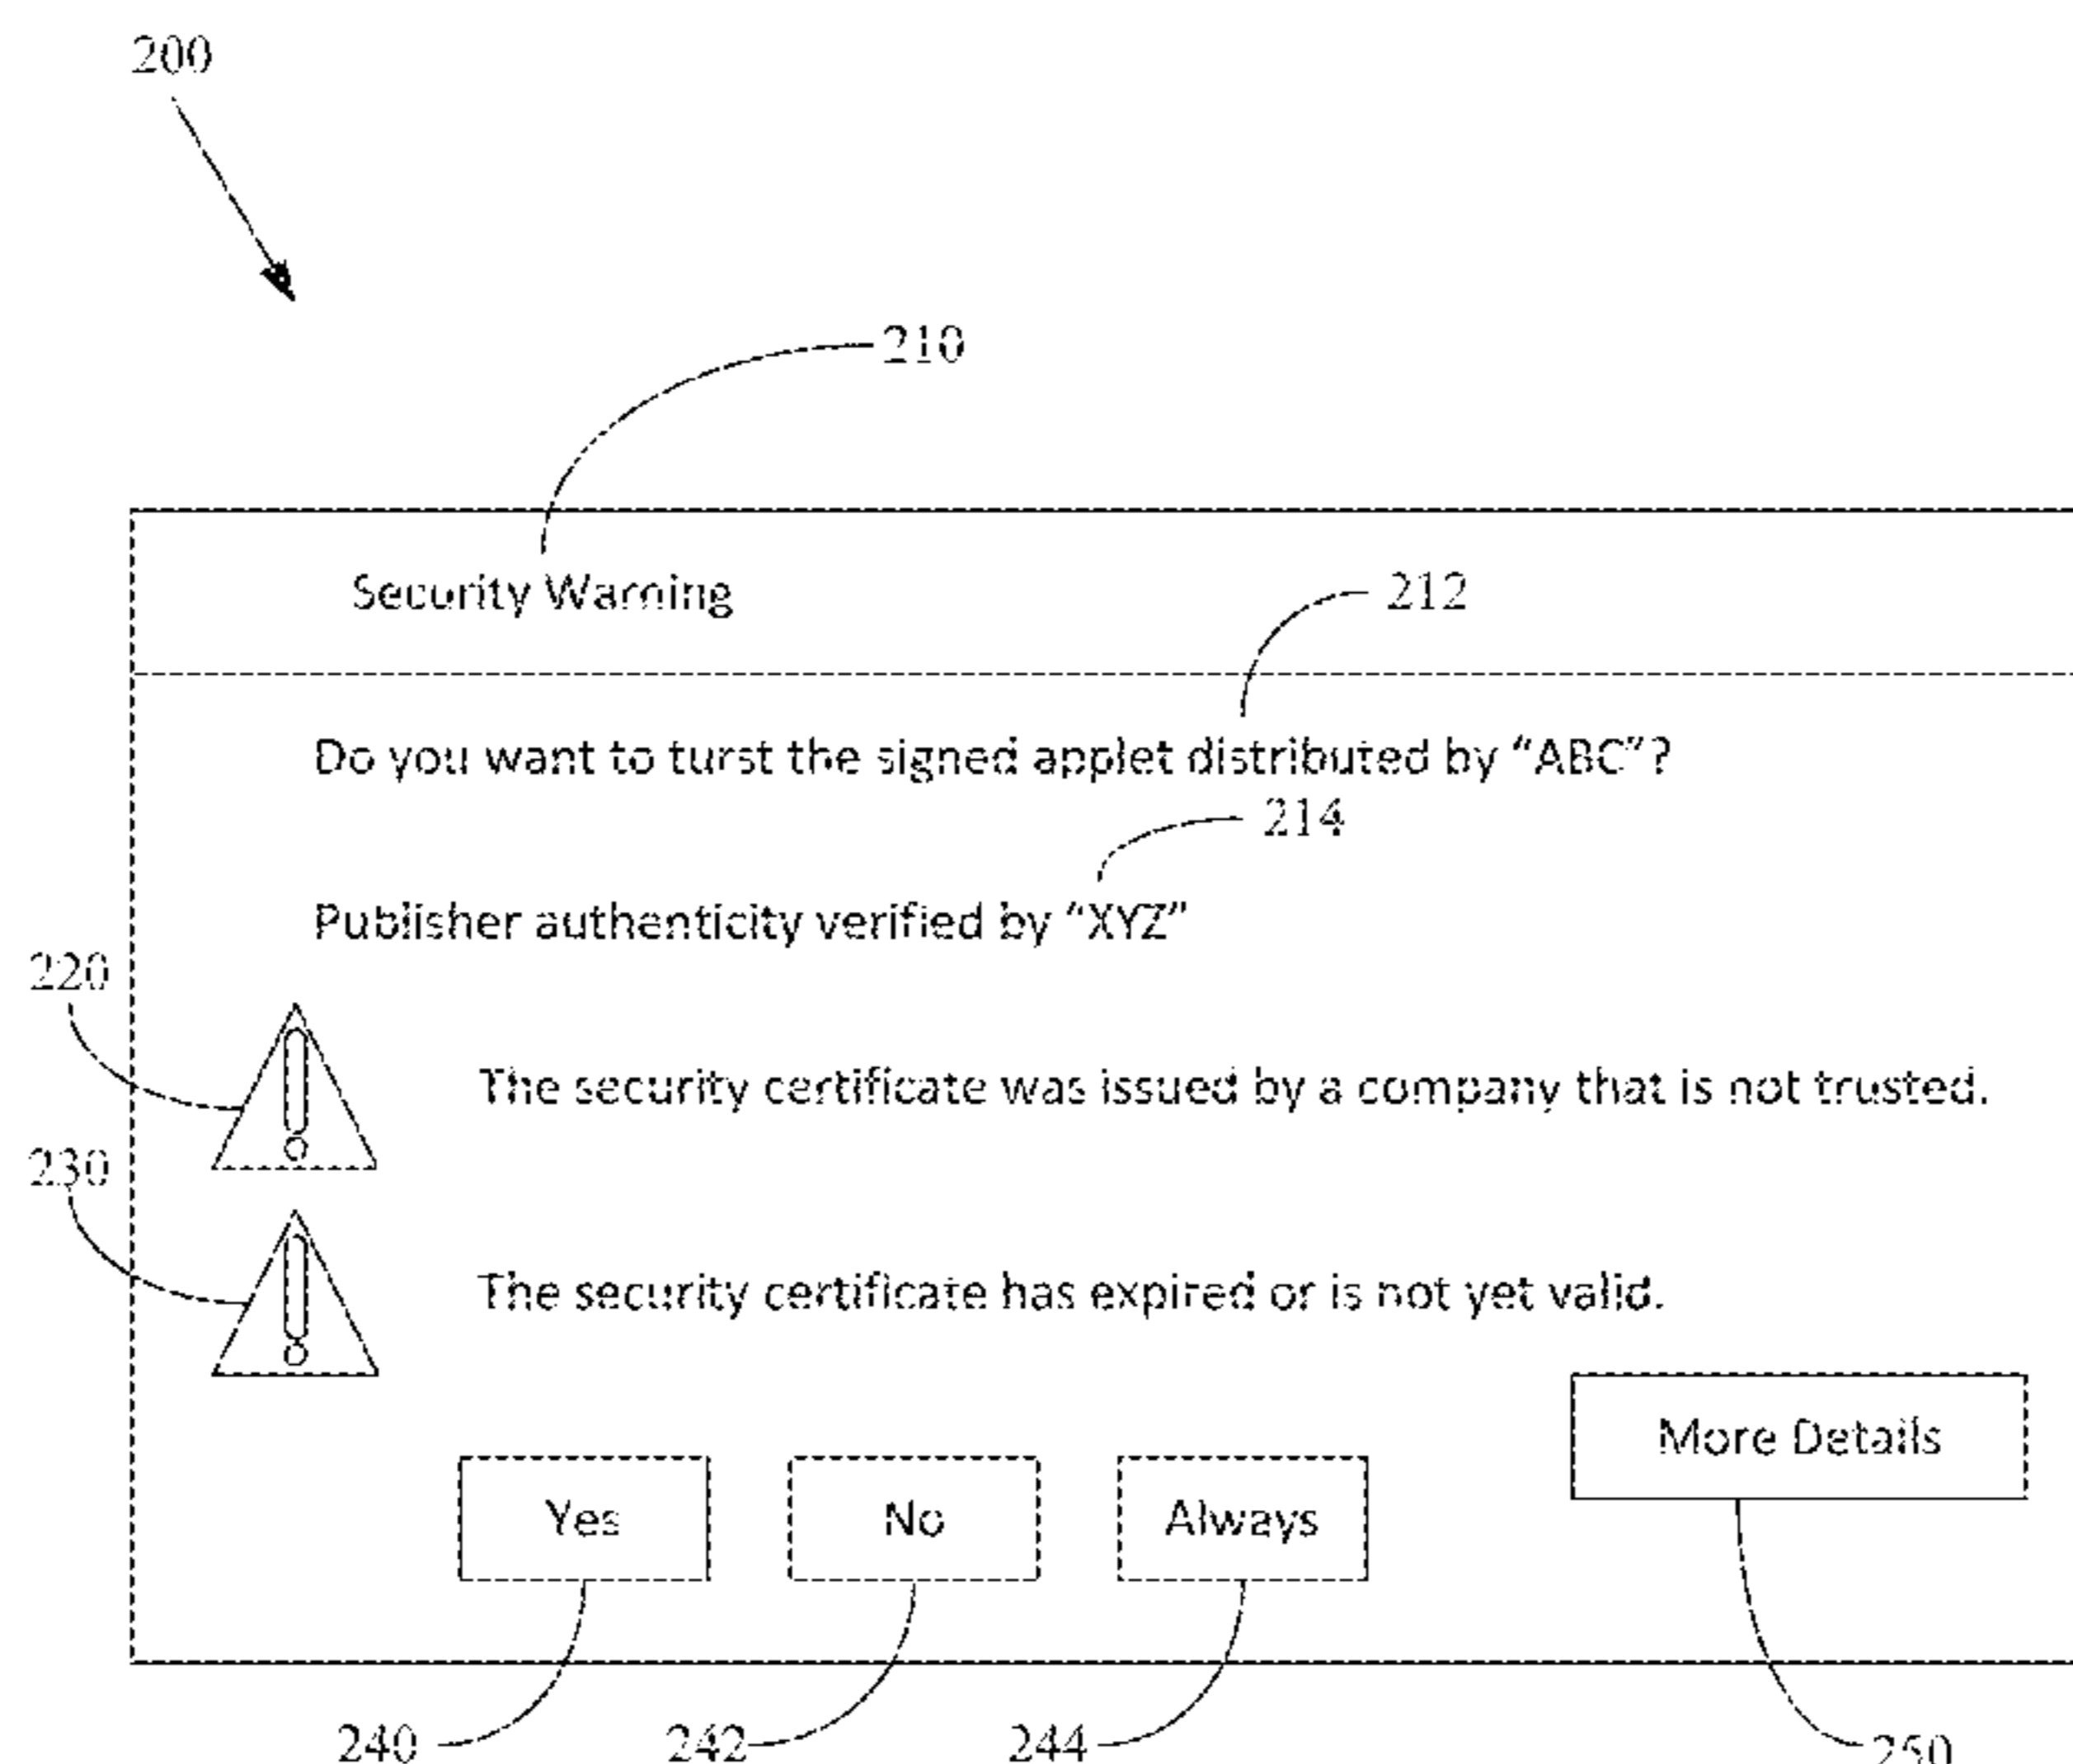 200
210
Security Warning
212
Do you want to turst the signed applet distributed by “ABC”?
214
Publisher authenticity verified by “XYZ”
220
The security certificate was issued by a company that is not trusted.
230
The security certificate has expired or is not yet valid.
More Details
Yes No Always
240 242 244 250